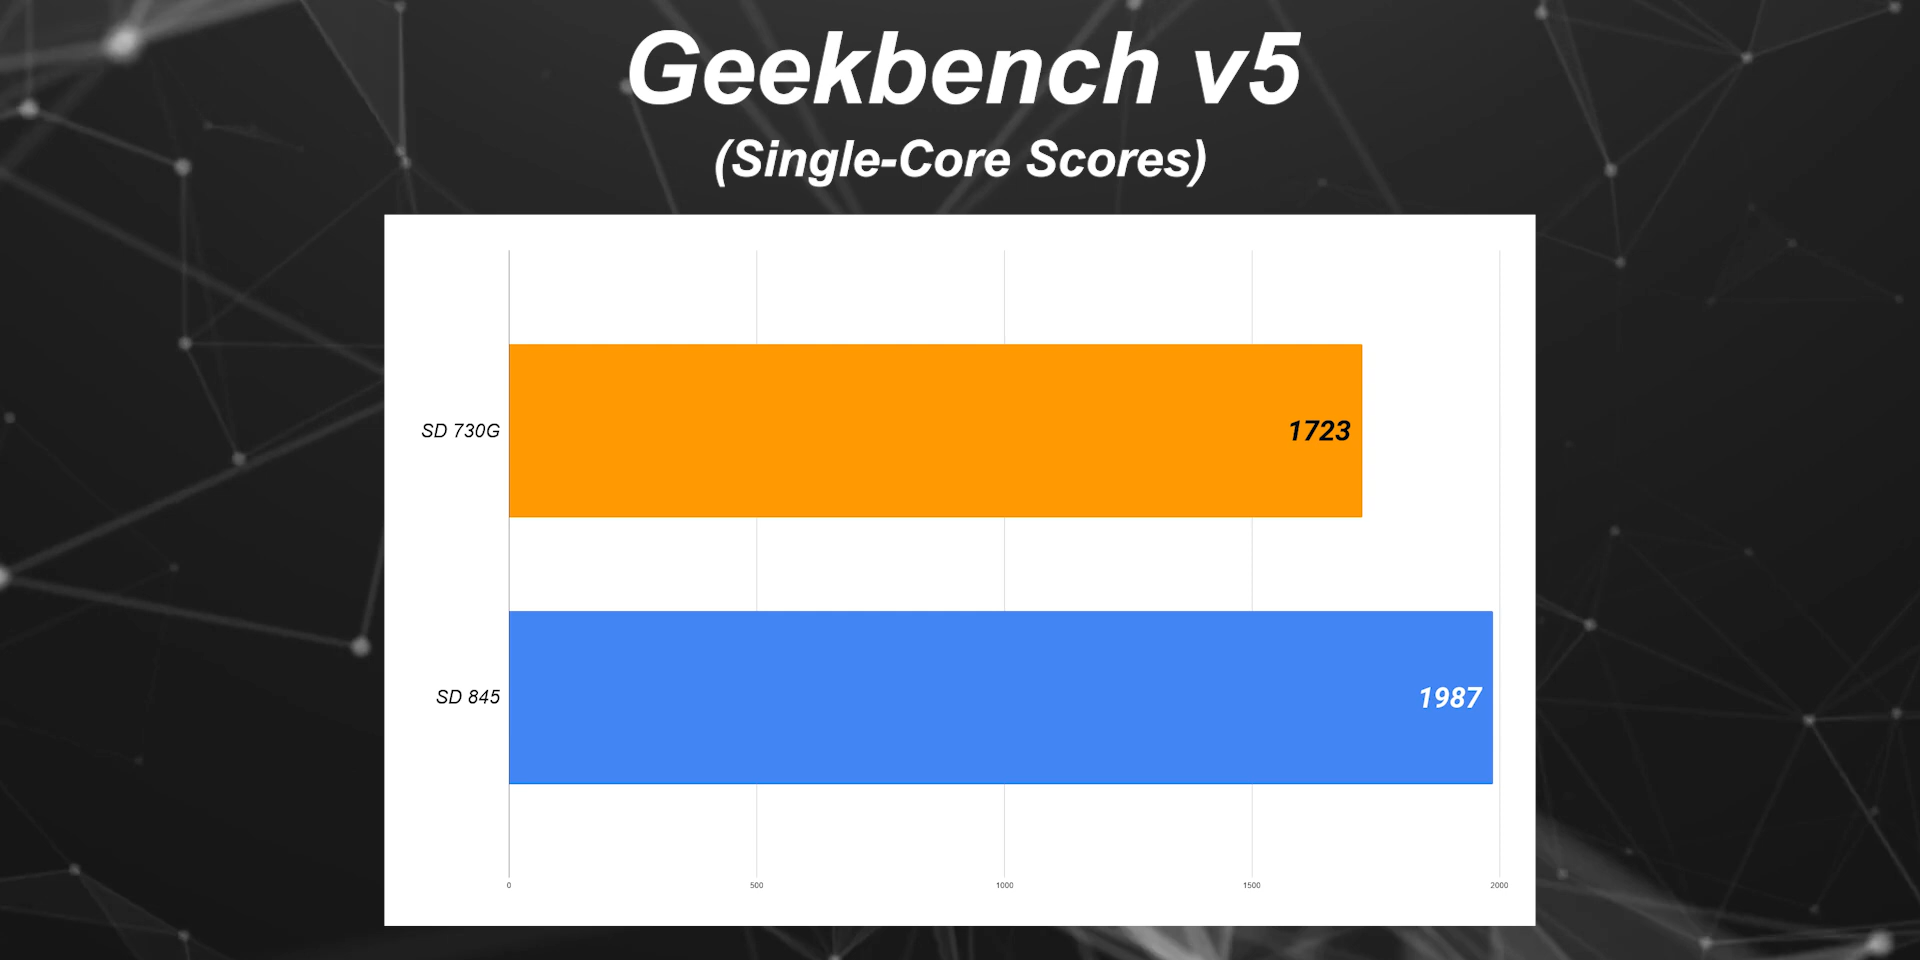 Geekbench v5
(Single-Core Scores)
SD 730G
1723
SD 845
1987
0 500 1000 1500 2000